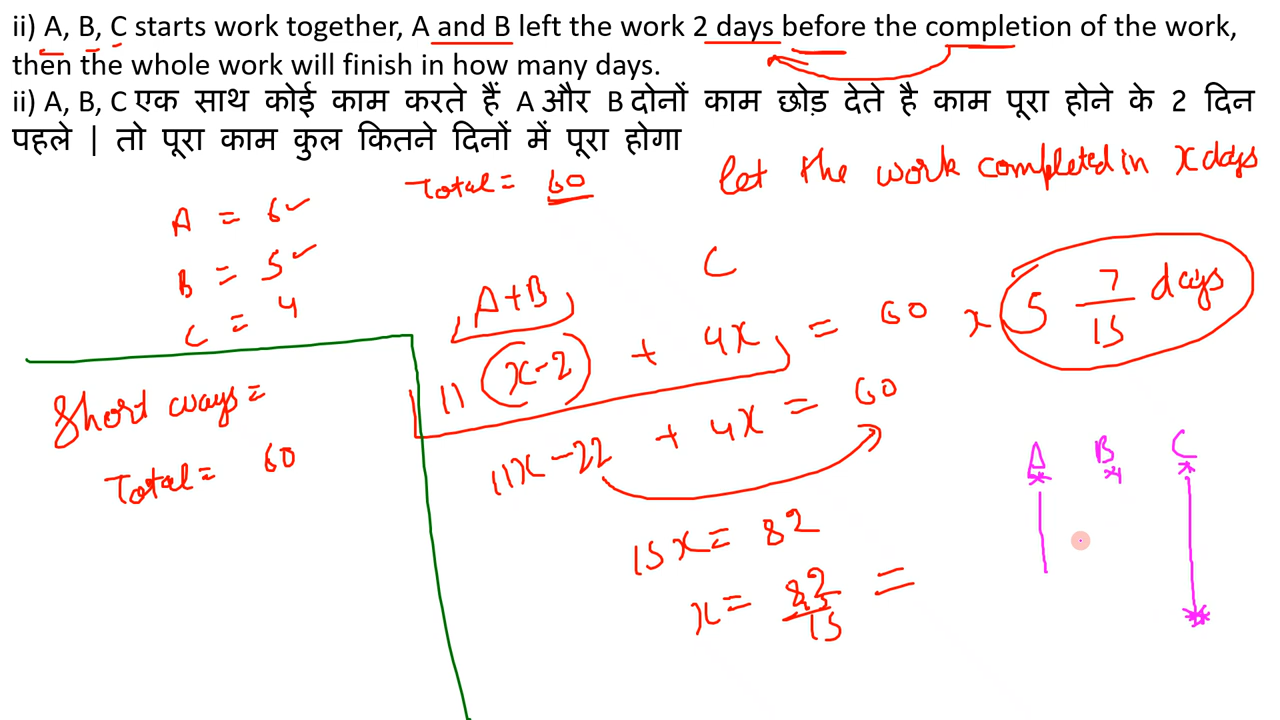 ii) A, B, C starts work together, A and B left the work 2 days before the completion of the work,
then the whole work will finish in how many days.
ii) A, B, C एक साथ कोई काम करते हैं A और B दोनों काम छोड़ देते है काम पूरा होने के 2 दिन
पहले | तो पूरा काम कुल कितने दिनों में पूरा होगा
Total = 60
let the work completed in x days
A = 6
B = 5
C = 4
A+B
C
11 (x-2) + 4x = 60
x 5 7/15 days
Short ways =
Total = 60
11x - 22 + 4x = 60
15x = 82
x = 82/15 =
A B C